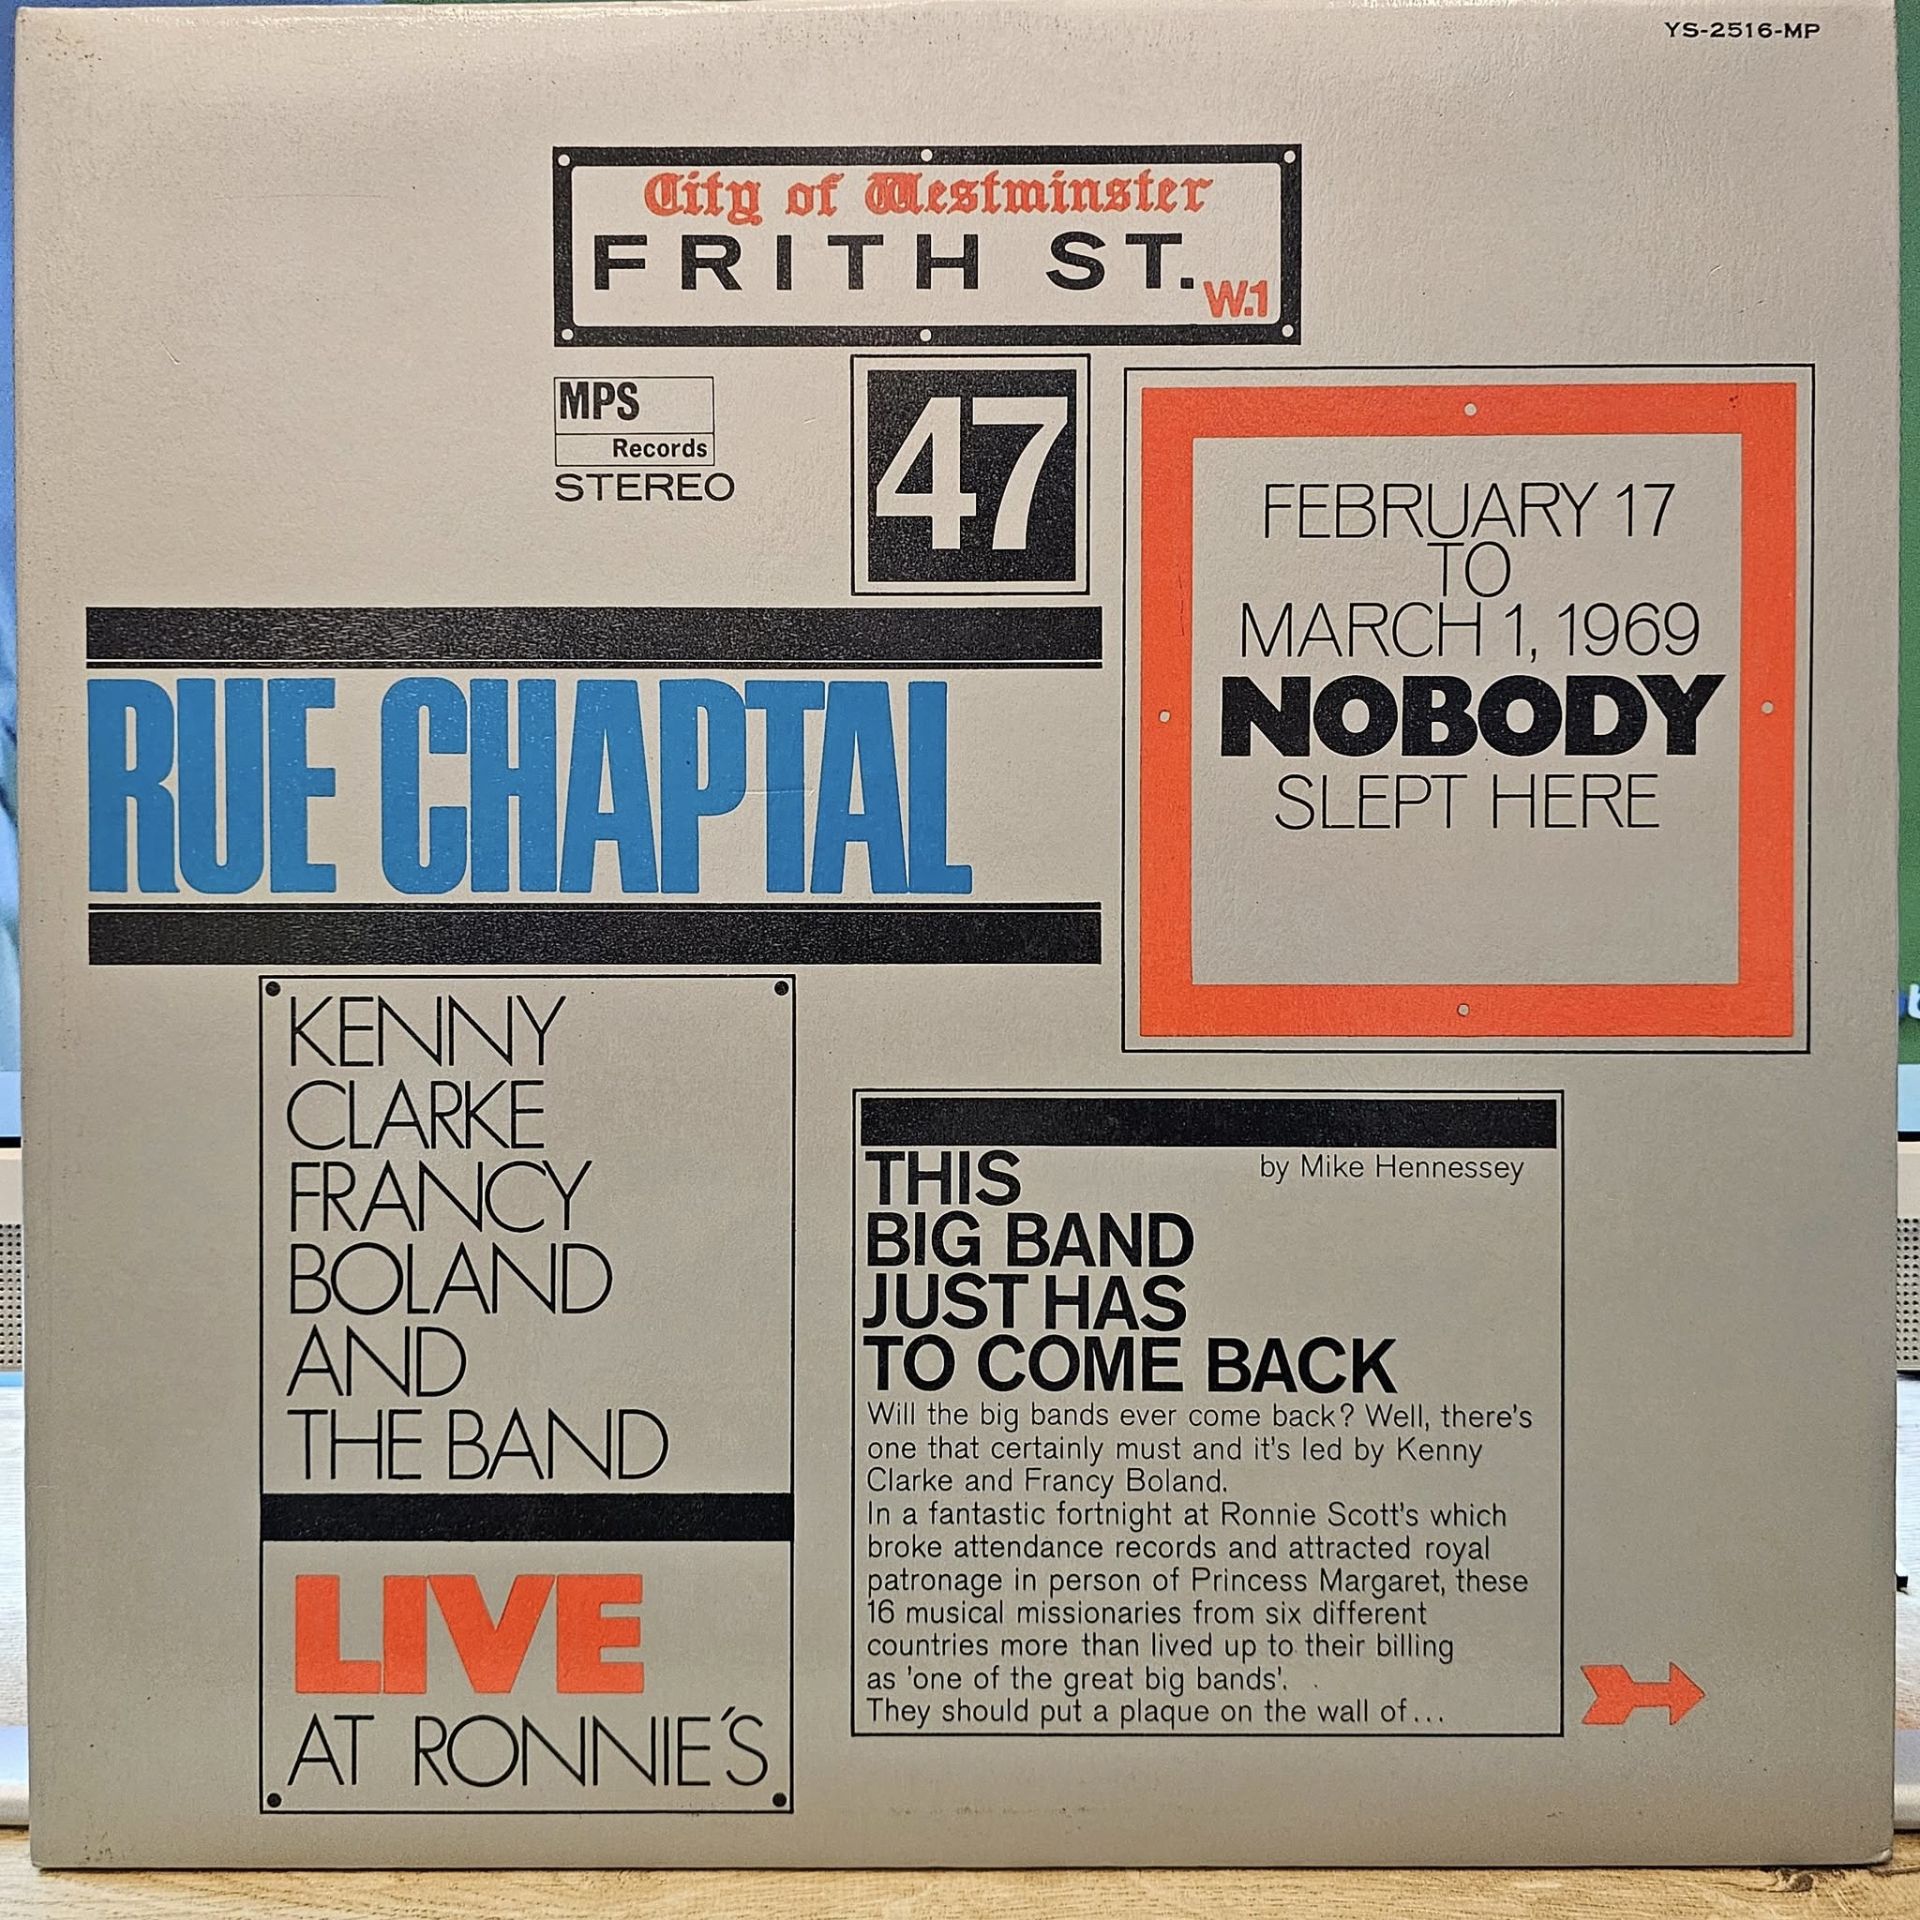 YS-2516-MP
City of Westminster
FRITH ST.
W.1
MPS
Records
STEREO
47
FEBRUARY 17
TO
MARCH 1, 1969
NOBODY
SLEPT HERE
RUE CHAPTAL
KENNY
CLARKE
FRANCY
BOLAND
AND
THE BAND
LIVE
AT RONNIE'S
THIS
by Mike Hennessey
BIG BAND
JUST HAS
TO COME BACK
Will the big bands ever come back? Well, there's
one that certainly must and it's led by Kenny
Clarke and Francy Boland.
In a fantastic fortnight at Ronnie Scott's which
broke attendance records and attracted royal
patronage in person of Princess Margaret, these
16 musical missionaries from six different
countries more than lived up to their billing
as 'one of the great big bands'.
They should put a plaque on the wall of...